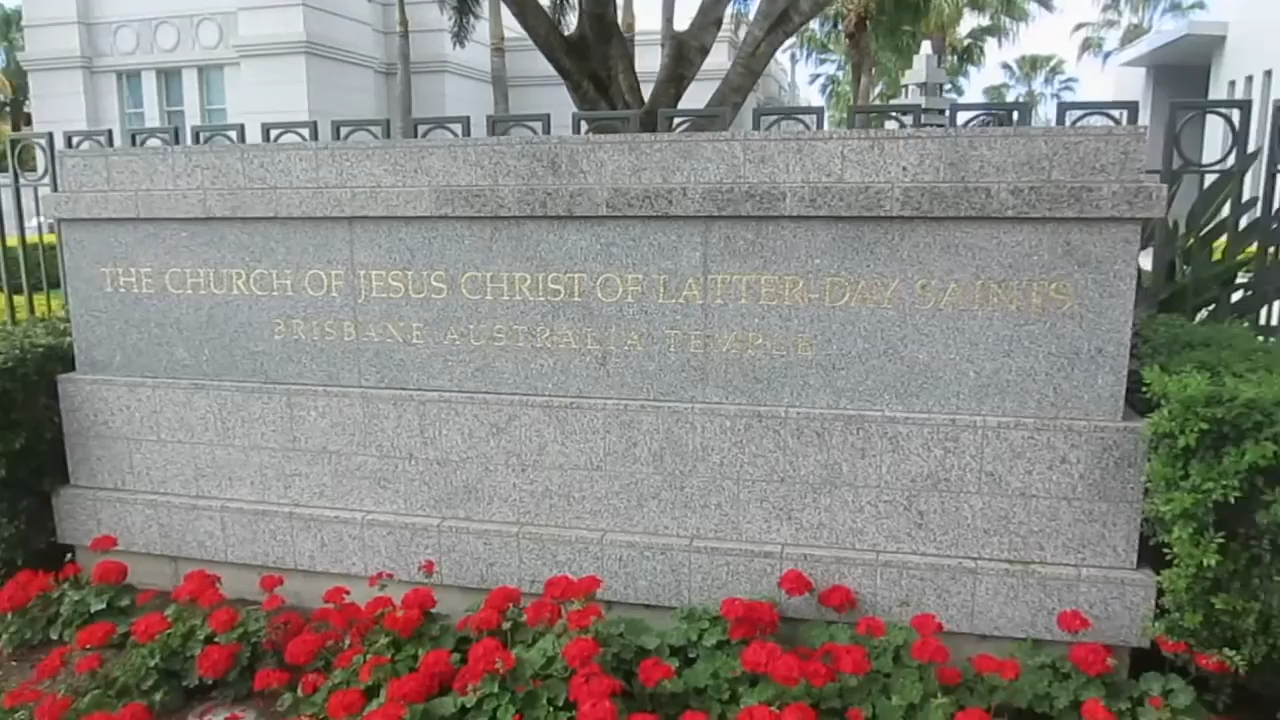 THE CHURCH OF JESUS CHRIST OF LATTER-DAY SAINTS
BRISBANE AUSTRALIA TEMPLE